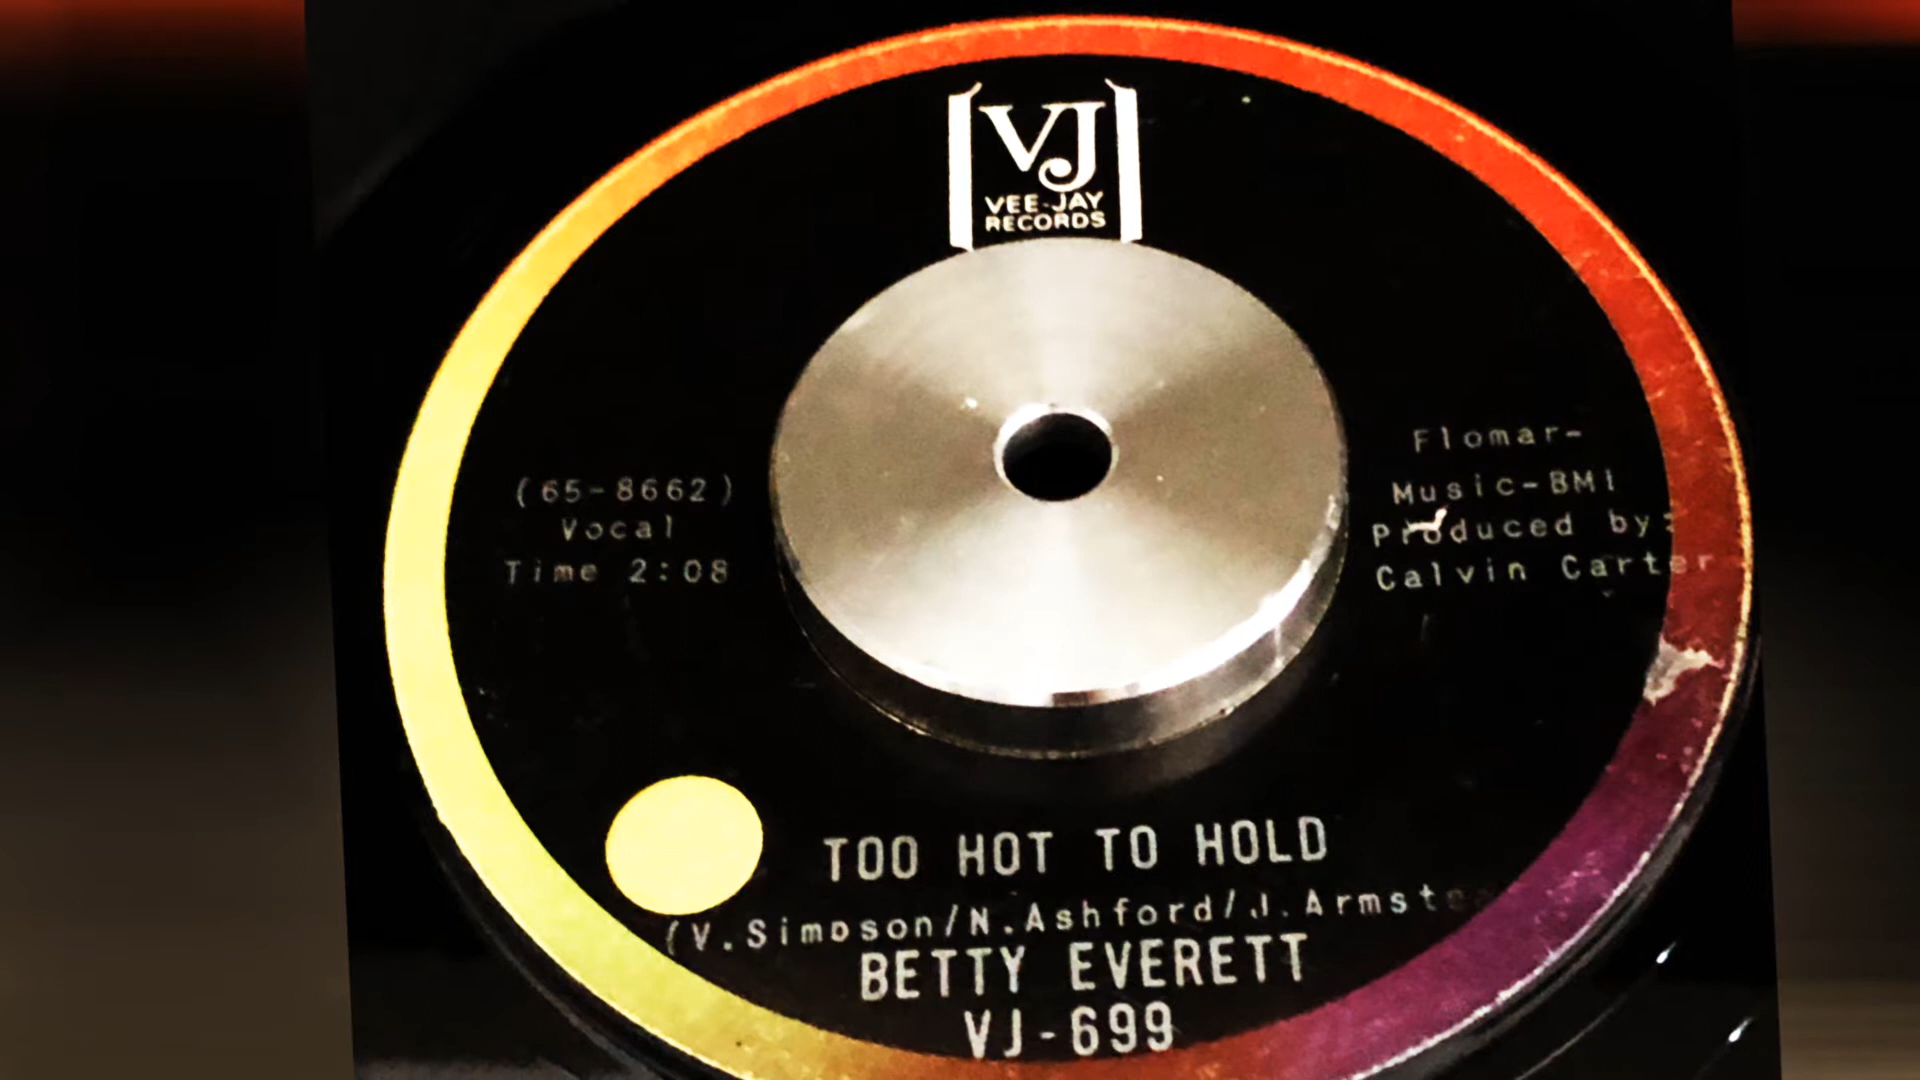 VJ
VEE-JAY
RECORDS
(65-8662)
Vocal
Time 2:08
Flomar-
Music-BMI
Produced by:
Calvin Carter
TOO HOT TO HOLD
(V.Simpson/N.Ashford/J.Armste
BETTY EVERETT
VJ-699